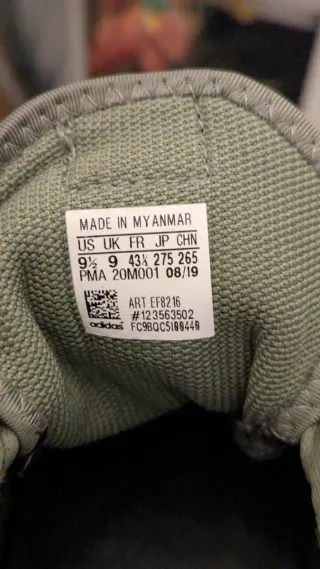 MADE IN MYANMAR
US UK FR JP CHN
9½ 9 43⅓ 275 265
PMA 20M001 08/19
ART EF8216
#123563502
adidas FC9BQC5I00440